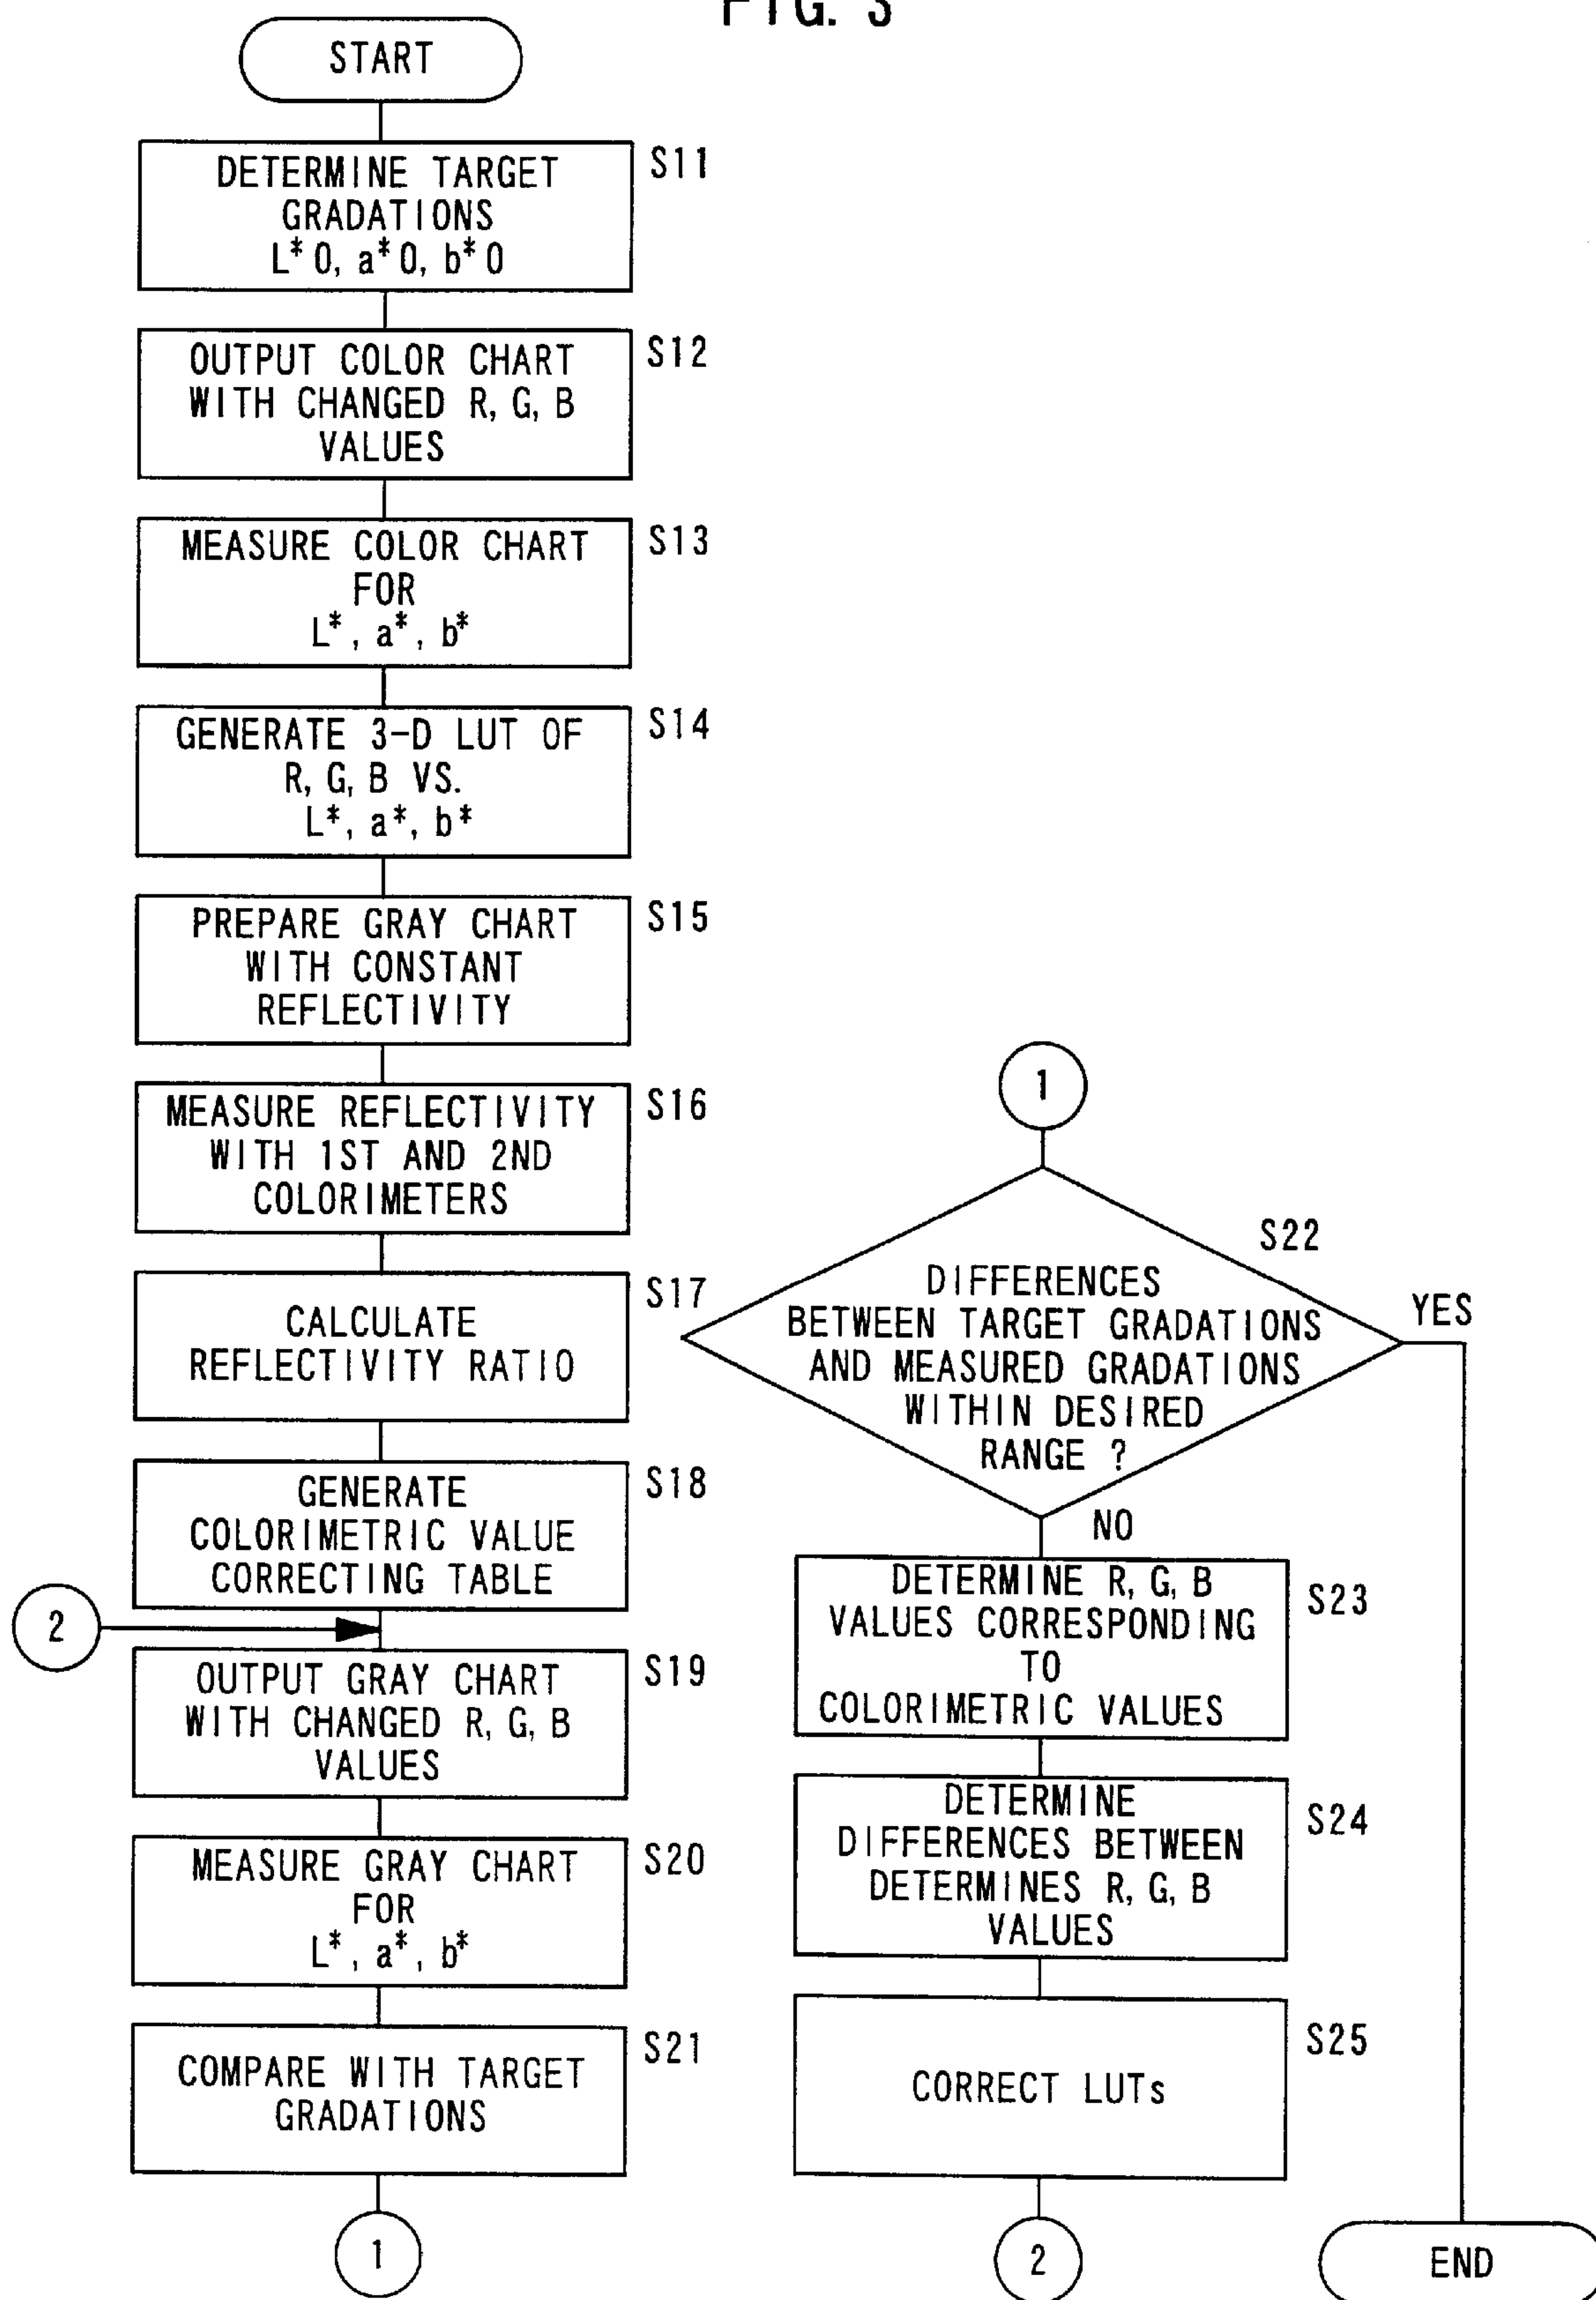 FIG. 3
START
DETERMINE TARGET
GRADATIONS
L*0, a*0, b*0
S11
OUTPUT COLOR CHART
WITH CHANGED R, G, B
VALUES
S12
MEASURE COLOR CHART
FOR
L*, a*, b*
S13
GENERATE 3-D LUT OF
R, G, B VS.
L*, a*, b*
S14
PREPARE GRAY CHART
WITH CONSTANT
REFLECTIVITY
S15
MEASURE REFLECTIVITY
WITH 1ST AND 2ND
COLORIMETERS
S16
CALCULATE
REFLECTIVITY RATIO
S17
GENERATE
COLORIMETRIC VALUE
CORRECTING TABLE
S18
2
OUTPUT GRAY CHART
WITH CHANGED R, G, B
VALUES
S19
MEASURE GRAY CHART
FOR
L*, a*, b*
S20
COMPARE WITH TARGET
GRADATIONS
S21
1
1
DIFFERENCES
BETWEEN TARGET GRADATIONS
AND MEASURED GRADATIONS
WITHIN DESIRED
RANGE ?
S22
YES
NO
DETERMINE R, G, B
VALUES CORRESPONDING
TO
COLORIMETRIC VALUES
S23
DETERMINE
DIFFERENCES BETWEEN
DETERMINES R, G, B
VALUES
S24
CORRECT LUTs
S25
2
END